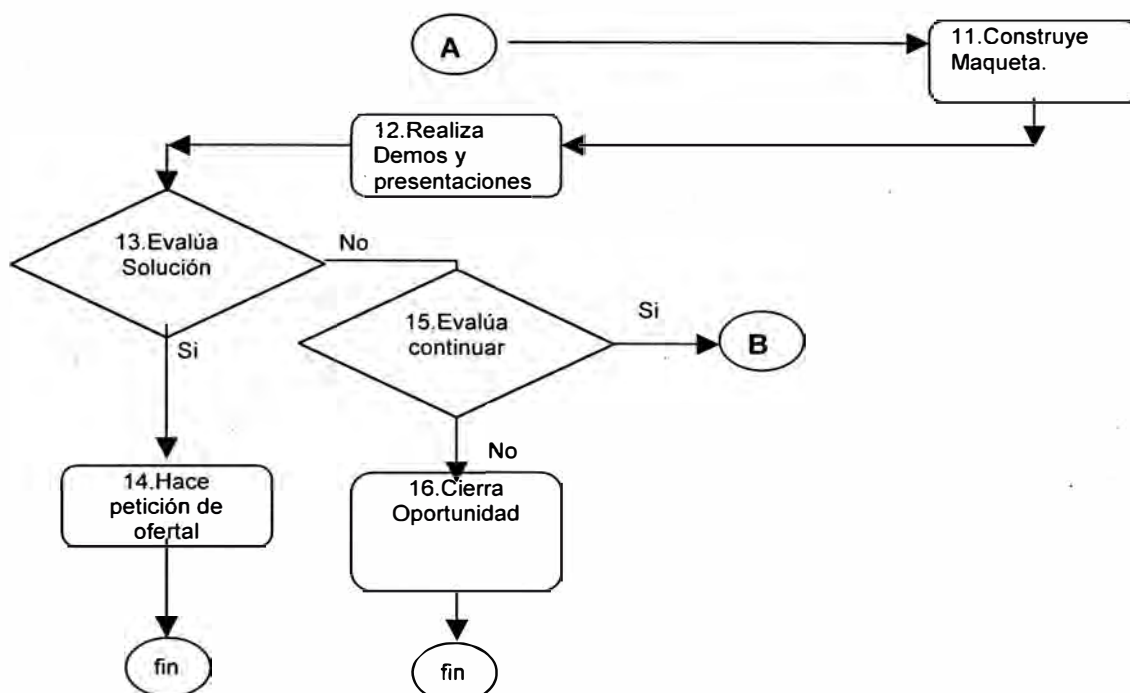 A
11.Construye
Maqueta.
12.Realiza
Demos y
presentaciones
13.Evalúa
Solución
No
Si
15.Evalúa
continuar
Si
B
No
14.Hace
petición de
ofertal
16.Cierra
Oportunidad
fin
fin